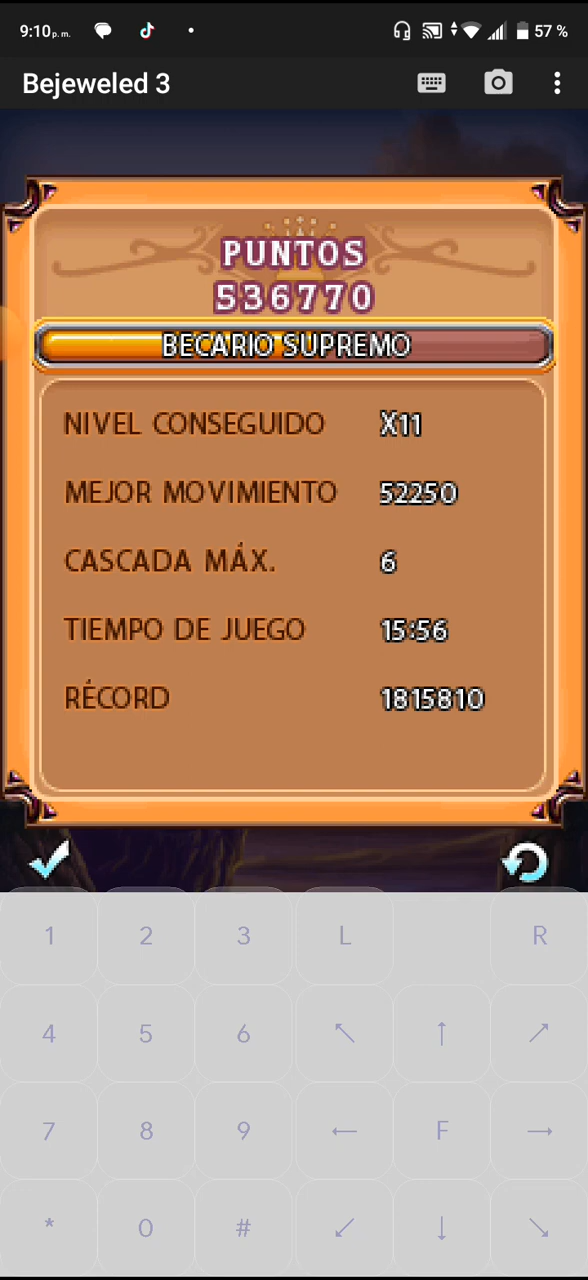 9:10 p.m. 57 %
Bejeweled 3
PUNTOS
536770
BECARIO SUPREMO
NIVEL CONSEGUIDO X11
MEJOR MOVIMIENTO 52250
CASCADA MÁX. 6
TIEMPO DE JUEGO 15:56
RÉCORD 1815810
1 2 3 L R
4 5 6 ↖ ↑ ↗
7 8 9 ← F →
* 0 # ↙ ↓ ↘